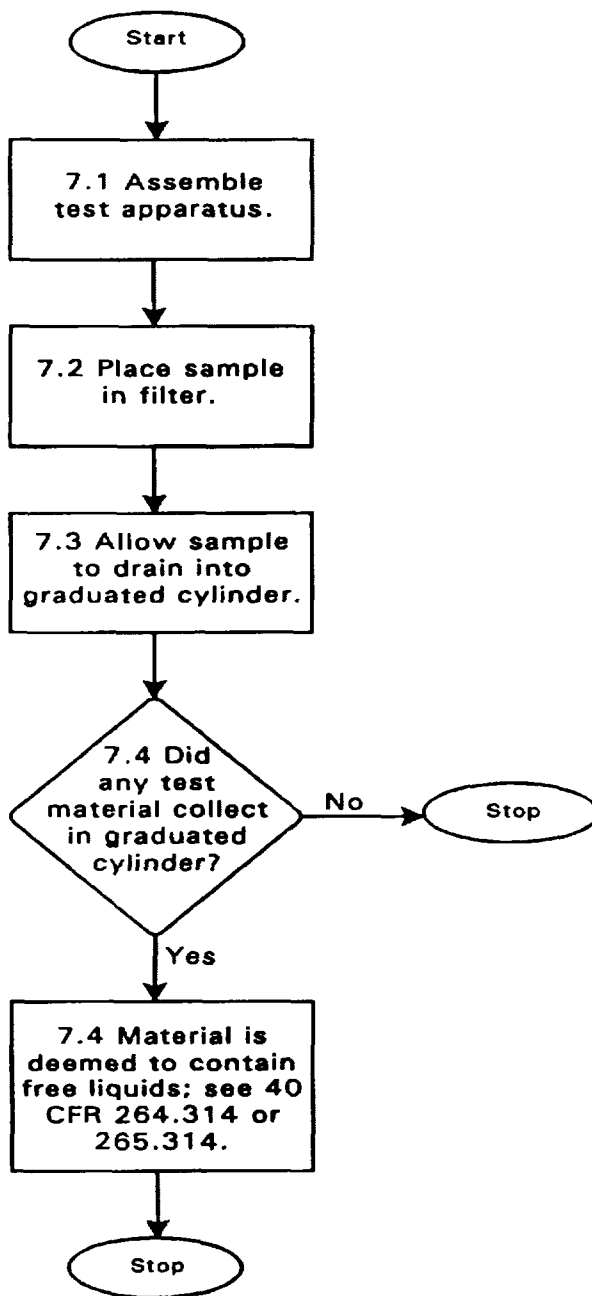 Start
7.1 Assemble
test apparatus.
7.2 Place sample
in filter.
7.3 Allow sample
to drain into
graduated cylinder.
7.4 Did
any test
material collect
in graduated
cylinder?
No
Stop
Yes
7.4 Material is
deemed to contain
free liquids; see 40
CFR 264.314 or
265.314.
Stop